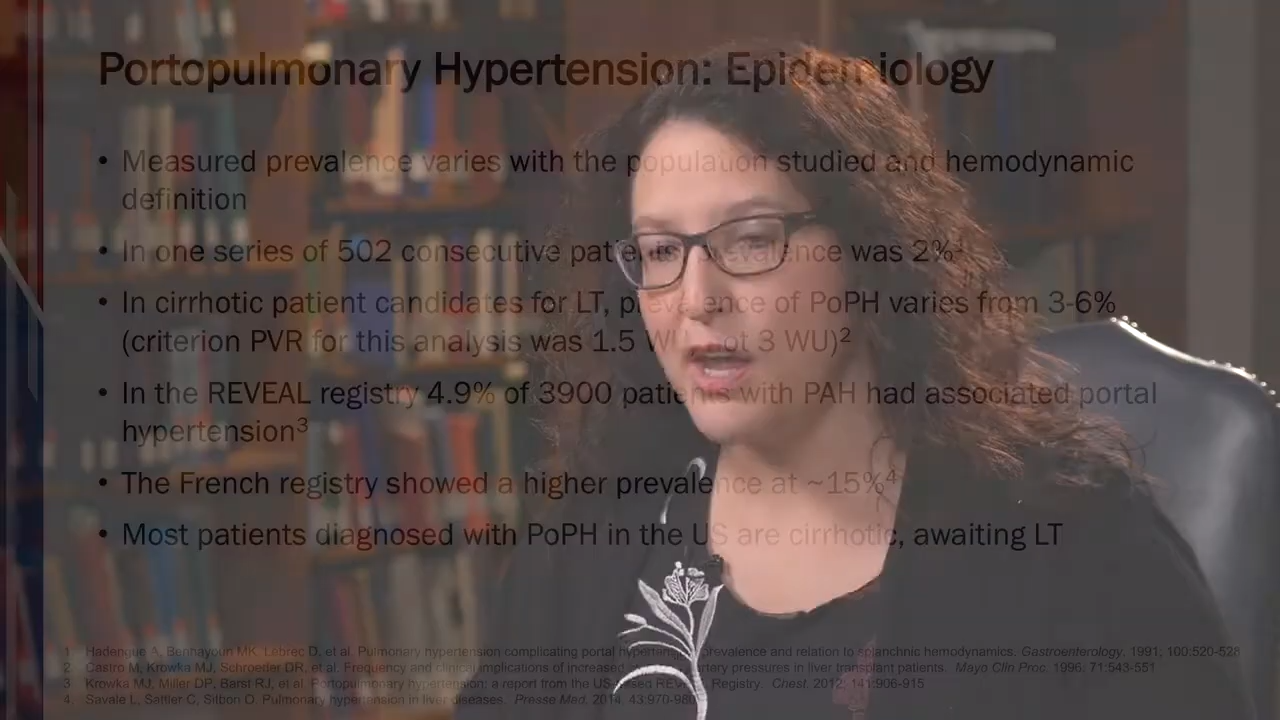 Portopulmonary Hypertension: Epidemiology
• Measured prevalence varies with the population studied and hemodynamic
definition
• In one series of 502 consecutive patients prevalence was 2%¹
• In cirrhotic patient candidates for LT, prevalence of PoPH varies from 3-6%
(criterion PVR for this analysis was 1.5 WU not 3 WU)²
• In the REVEAL registry 4.9% of 3900 patients with PAH had associated portal
hypertension³
• The French registry showed a higher prevalence at ~15%⁴
• Most patients diagnosed with PoPH in the US are cirrhotic, awaiting LT
1. Hadengue A, Benhayoun MK, Lebrec D, et al. Pulmonary hypertension complicating portal hypertension: prevalence and relation to splanchnic hemodynamics. Gastroenterology. 1991; 100:520-528
2. Castro M, Krowka MJ, Schroeder DR, et al. Frequency and clinical implications of increased pulmonary artery pressures in liver transplant patients. Mayo Clin Proc. 1996; 71:543-551
3. Krowka MJ, Miller DP, Barst RJ, et al. Portopulmonary hypertension: a report from the US-based REVEAL Registry. Chest. 2012; 141:906-915
4. Savale L, Sattler C, Sitbon O. Pulmonary hypertension in liver diseases. Presse Med. 2014; 43:970-980